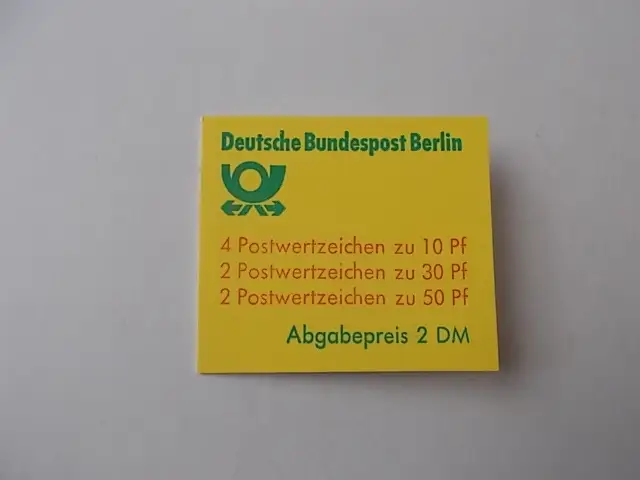 Deutsche Bundespost Berlin
4 Postwertzeichen zu 10 Pf
2 Postwertzeichen zu 30 Pf
2 Postwertzeichen zu 50 Pf
Abgabepreis 2 DM